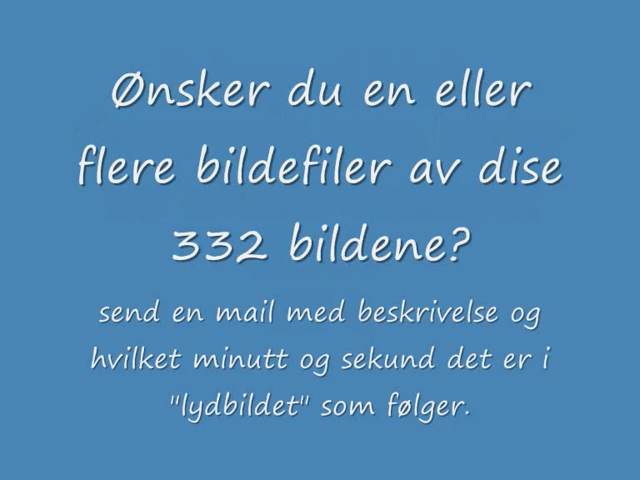 Ønsker du en eller
flere bildefiler av dise
332 bildene?
send en mail med beskrivelse og
hvilket minutt og sekund det er i
"lydbildet" som følger.